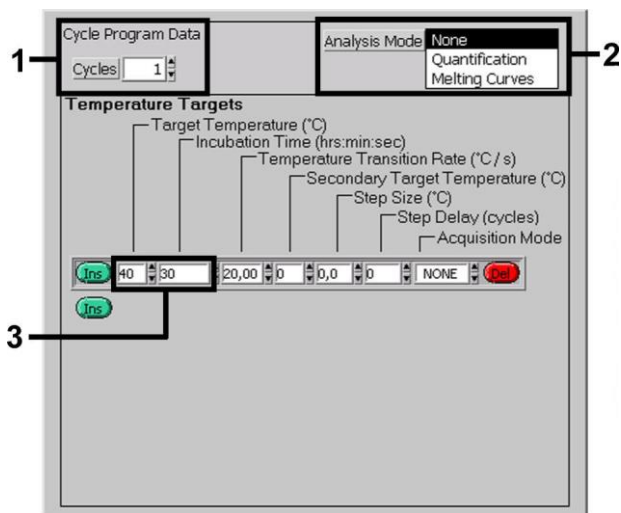 Cycle Program Data
Cycles 1
Analysis Mode None
Quantification
Melting Curves
1
2
Temperature Targets
Target Temperature (°C)
Incubation Time (hrs:min:sec)
Temperature Transition Rate (°C / s)
Secondary Target Temperature (°C)
Step Size (°C)
Step Delay (cycles)
Acquisition Mode
Ins 40 30 20,00 0 0,0 0 NONE Del
Ins
3